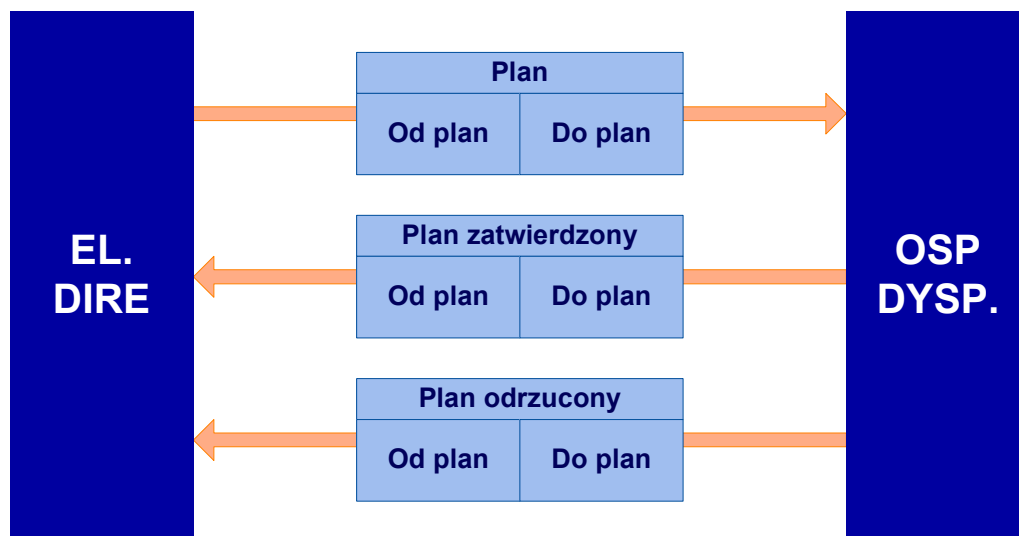 Plan
Od plan
Do plan
Plan zatwierdzony
EL.
DIRE
Od plan
Do plan
OSP
DYSP.
Plan odrzucony
Od plan
Do plan